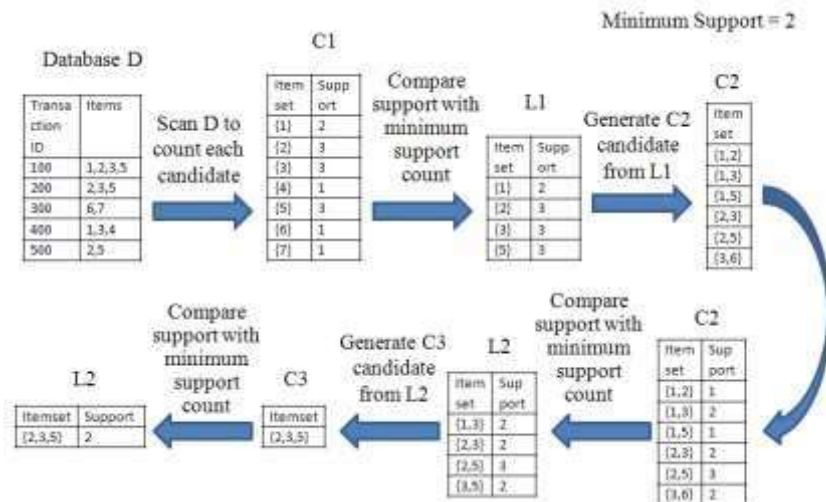 Minimum Support = 2
Database D
Transa
ction
ID
Items
100 1,2,3,5
200 2,3,5
300 6,7
400 1,3,4
500 2,5
Scan D to
count each
candidate
C1
Item
set
Supp
ort
{1} 2
{2} 3
{3} 3
{4} 1
{5} 3
{6} 1
{7} 1
Compare
support with
minimum
support
count
L1
Item
set
Supp
ort
{1} 2
{2} 3
{3} 3
{5} 3
Generate C2
candidate
from L1
C2
Item
set
{1,2}
{1,3}
{1,5}
{2,3}
{2,5}
{3,6}
C2
Item
set
Sup
port
{1,2} 1
{1,3} 2
{1,5} 1
{2,3} 2
{2,5} 3
{3,6} 2
Compare
support with
minimum
support
count
L2
Item
set
Sup
port
{1,3} 2
{2,3} 2
{2,5} 3
{3,5} 2
Generate C3
candidate
from L2
C3
Itemset
{2,3,5}
Compare
support with
minimum
support
count
L2
Itemset Support
{2,3,5} 2